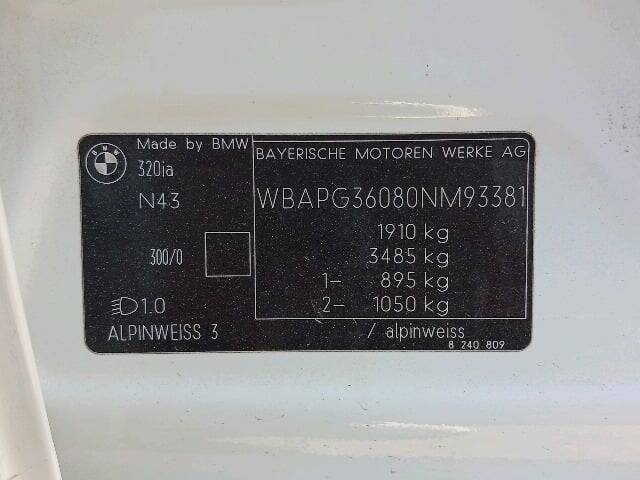 BMW
Made by BMW
320ia
N43
300/0
1.0
ALPINWEISS 3
BAYERISCHE MOTOREN WERKE AG
WBAPG36080NM93381
1910 kg
3485 kg
1- 895 kg
2- 1050 kg
/ alpinweiss
8 240 809